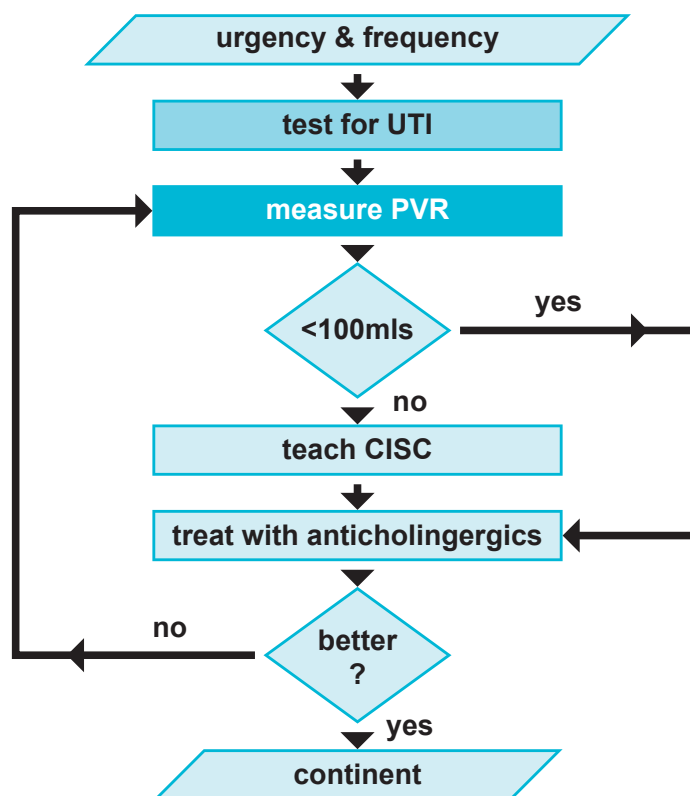 urgency & frequency
test for UTI
measure PVR
<100mls
yes
no
teach CISC
treat with anticholingergics
no
better
?
yes
continent